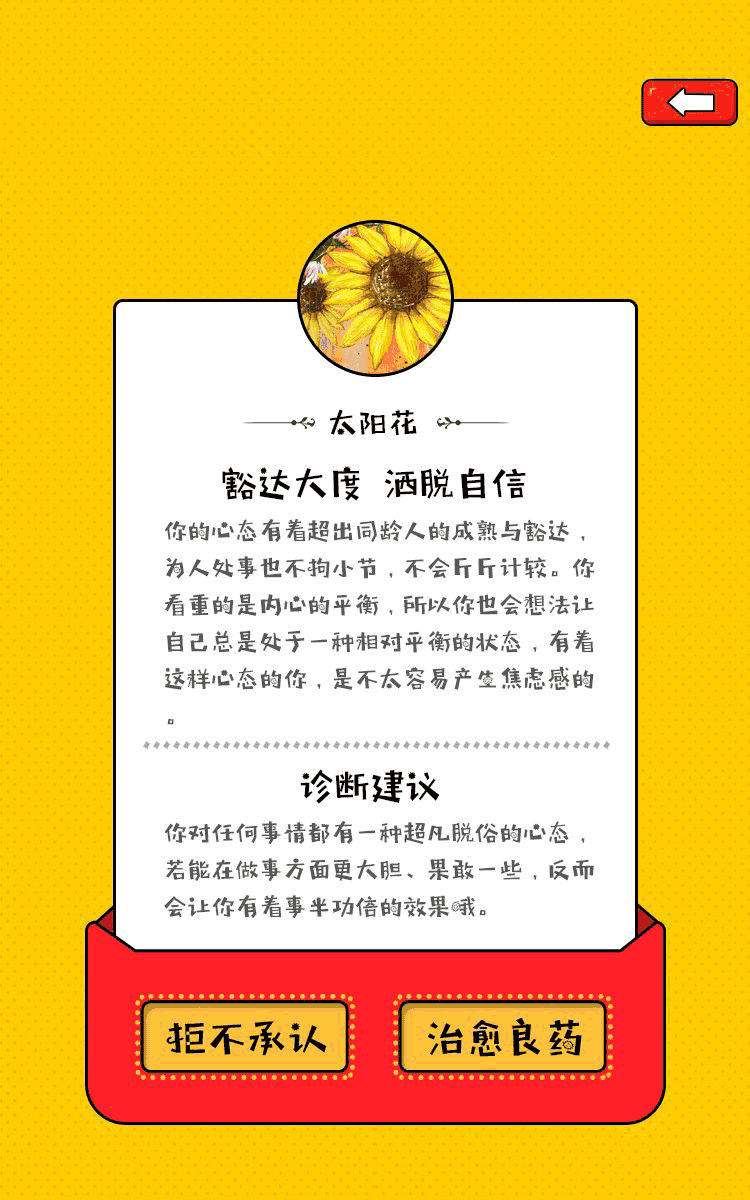 太阳花
豁达大度 洒脱自信
你的心态有着超出同龄人的成熟与豁达，
为人处事也不拘小节，不会斤斤计较。你
看重的是内心的平衡，所以你也会想法让
自己总是处于一种相对平衡的状态，有着
这样心态的你，是不太容易产生焦虑感的
。
诊断建议
你对任何事情都有一种超凡脱俗的心态，
若能在做事方面更大胆、果敢一些，反而
会让你有着事半功倍的效果哦。
拒不承认
治愈良药